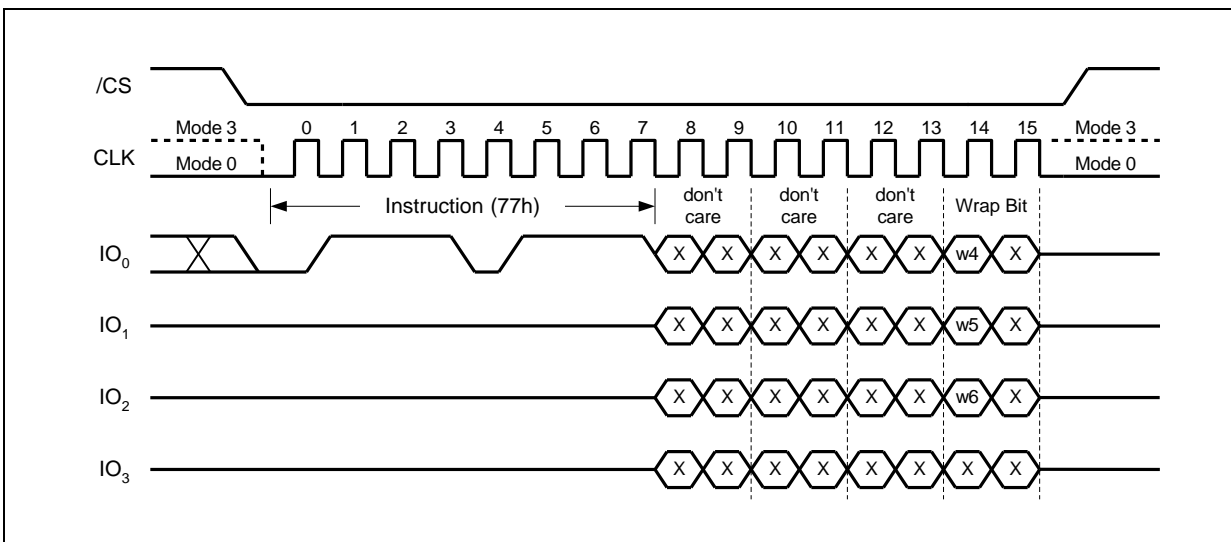 /CS
Mode 3 0 1 2 3 4 5 6 7 8 9 10 11 12 13 14 15 Mode 3
CLK
Mode 0 Mode 0
Instruction (77h) don't care don't care don't care Wrap Bit
IO0 X X X X X X w4 X
IO1 X X X X X X w5 X
IO2 X X X X X X w6 X
IO3 X X X X X X X X